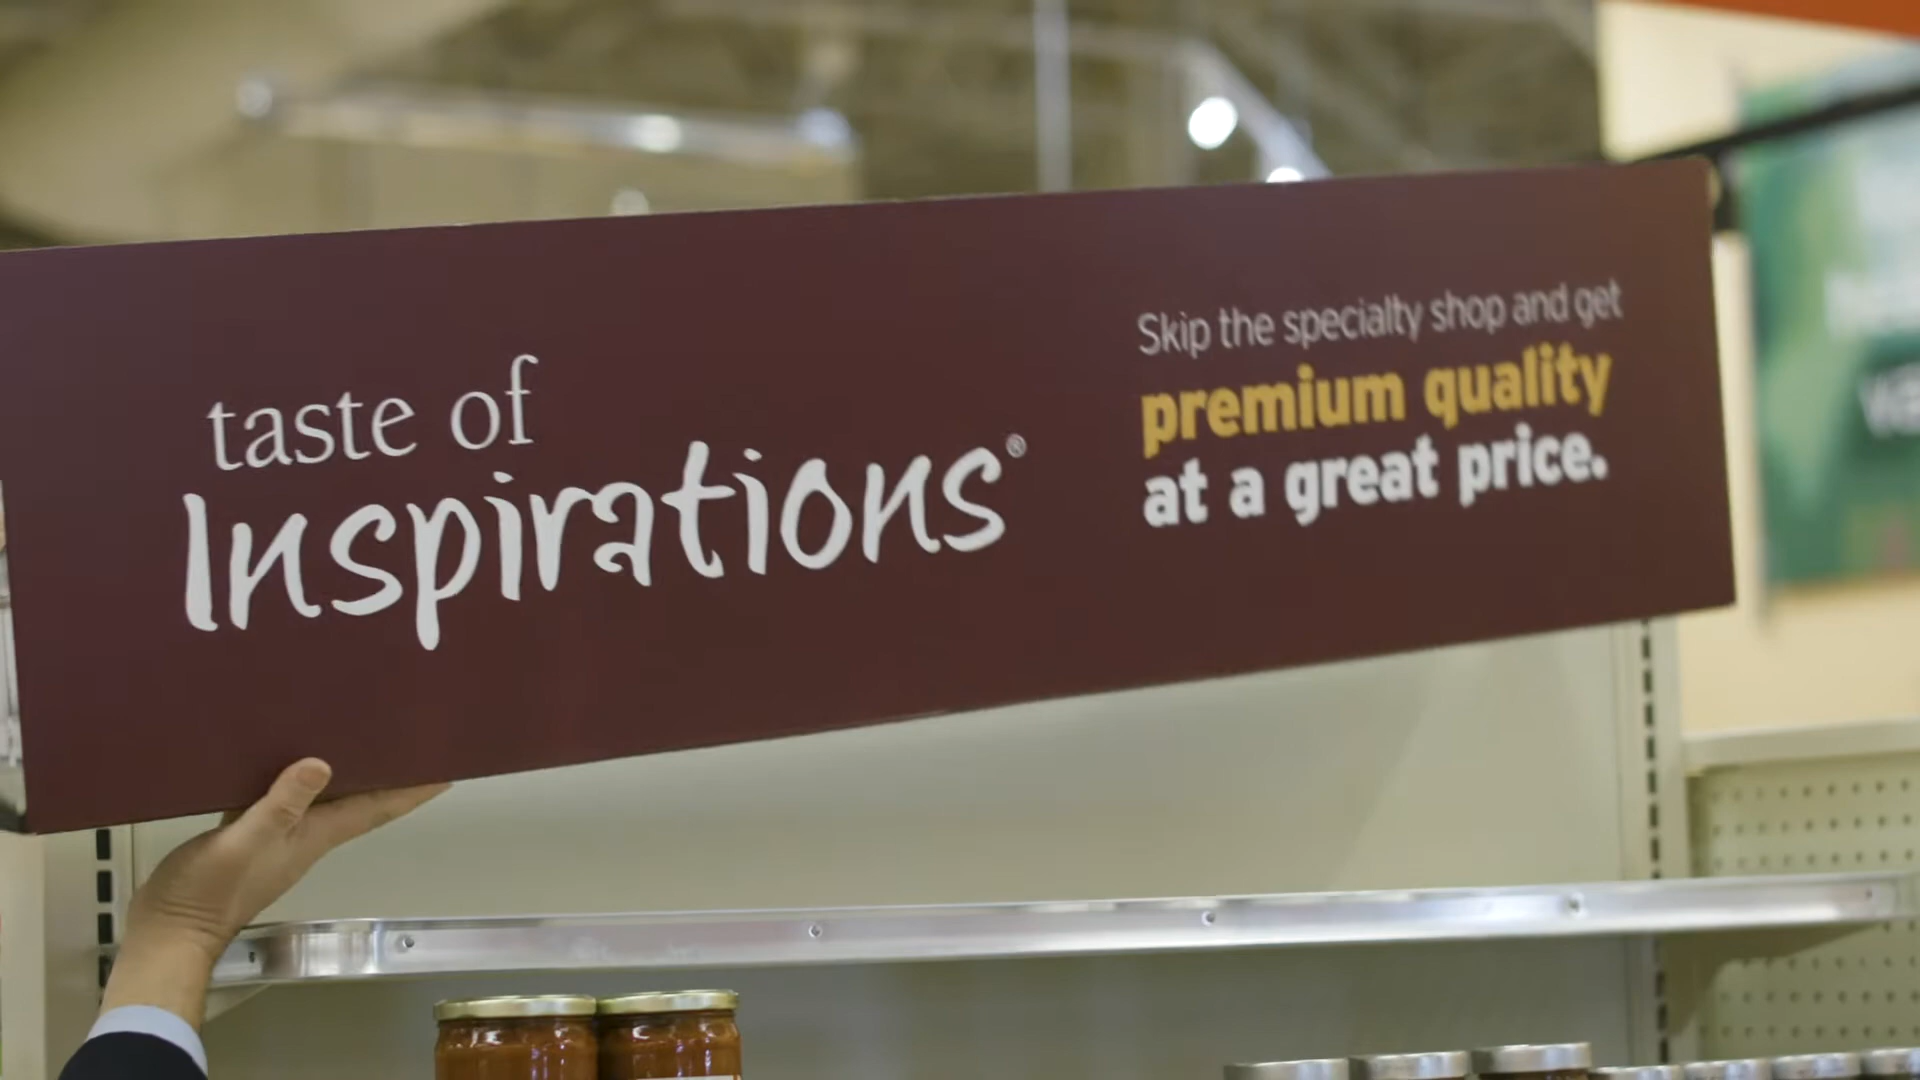 taste of
Inspirations®
Skip the specialty shop and get
premium quality
at a great price.